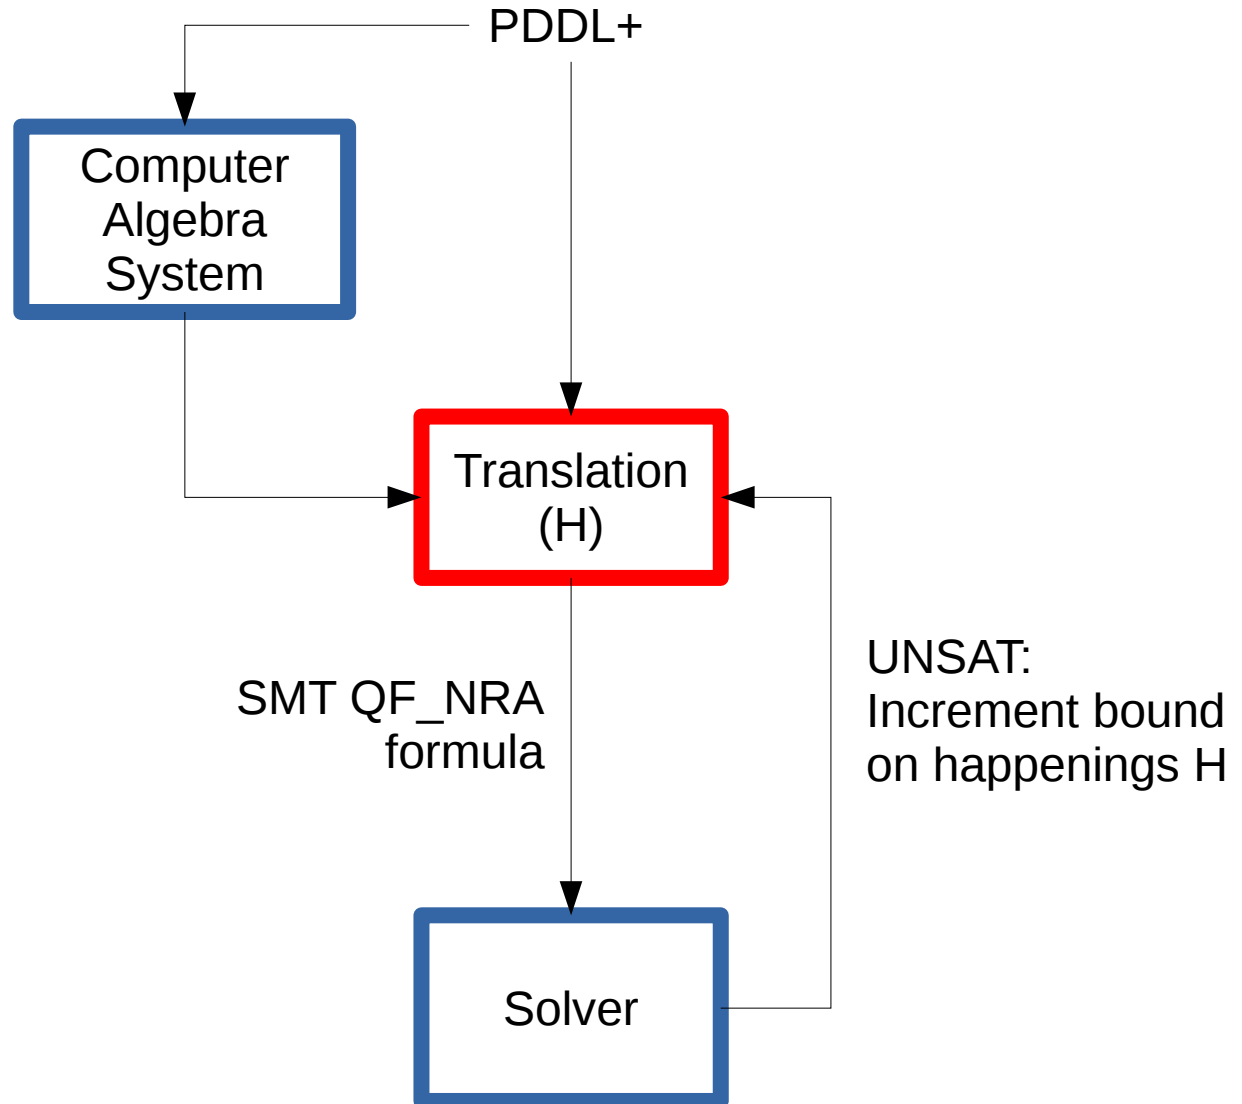 PDDL+
Computer
Algebra
System
Translation
(H)
SMT QF_NRA
formula
UNSAT:
Increment bound
on happenings H
Solver